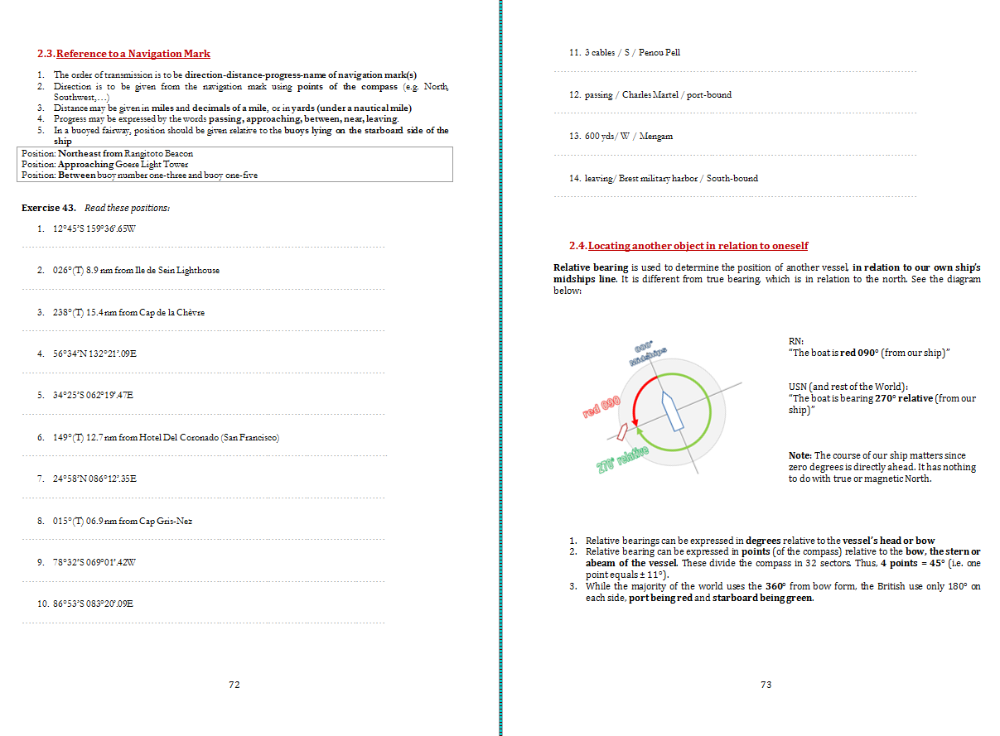 2.3. Reference to a Navigation Mark
1. The order of transmission is to be direction-distance-progress-name of navigation mark(s)
2. Direction is to be given from the navigation mark using points of the compass (e.g. North,
Southwest,…)
3. Distance may be given in miles and decimals of a mile, or in yards (under a nautical mile)
4. Progress may be expressed by the words passing, approaching, between, near, leaving.
5. In a buoyed fairway, position should be given relative to the buoys lying on the starboard side of the
ship
Position: Northeast from Rangitoto Beacon
Position: Approaching Goere Light Tower
Position: Between buoy number one-three and buoy one-five
Exercise 43. Read these positions:
1. 12°45’S 159°36’.65W
2. 026°(T) 8.9 nm from Ile de Sein Lighthouse
3. 238°(T) 15.4 nm from Cap de la Chèvre
4. 56°34’N 132°21’.09E
5. 34°25’S 062°19’.47E
6. 149°(T) 12.7 nm from Hotel Del Coronado (San Francisco)
7. 24°58’N 086°12’.35E
8. 015°(T) 06.9 nm from Cap Gris-Nez
9. 78°32’S 069°01’.42W
10. 86°53’S 083°20’.09E
72
11. 3 cables / S / Penou Pell
12. passing / Charles Martel / port-bound
13. 600 yds/ W / Mengam
14. leaving/ Brest military harbor / South-bound
2.4. Locating another object in relation to oneself
Relative bearing is used to determine the position of another vessel, in relation to our own ship’s
midships line. It is different from true bearing, which is in relation to the north. See the diagram
below:
000°
Midships
red 090
270° relative
RN:
“The boat is red 090° (from our ship)”
USN (and rest of the World):
“The boat is bearing 270° relative (from our
ship)”
Note: The course of our ship matters since
zero degrees is directly ahead. It has nothing
to do with true or magnetic North.
1. Relative bearings can be expressed in degrees relative to the vessel’s head or bow
2. Relative bearing can be expressed in points (of the compass) relative to the bow, the stern or
abeam of the vessel. These divide the compass in 32 sectors. Thus, 4 points = 45° (i.e. one
point equals ± 11°).
3. While the majority of the world uses the 360° from bow form, the British use only 180° on
each side, port being red and starboard being green.
73